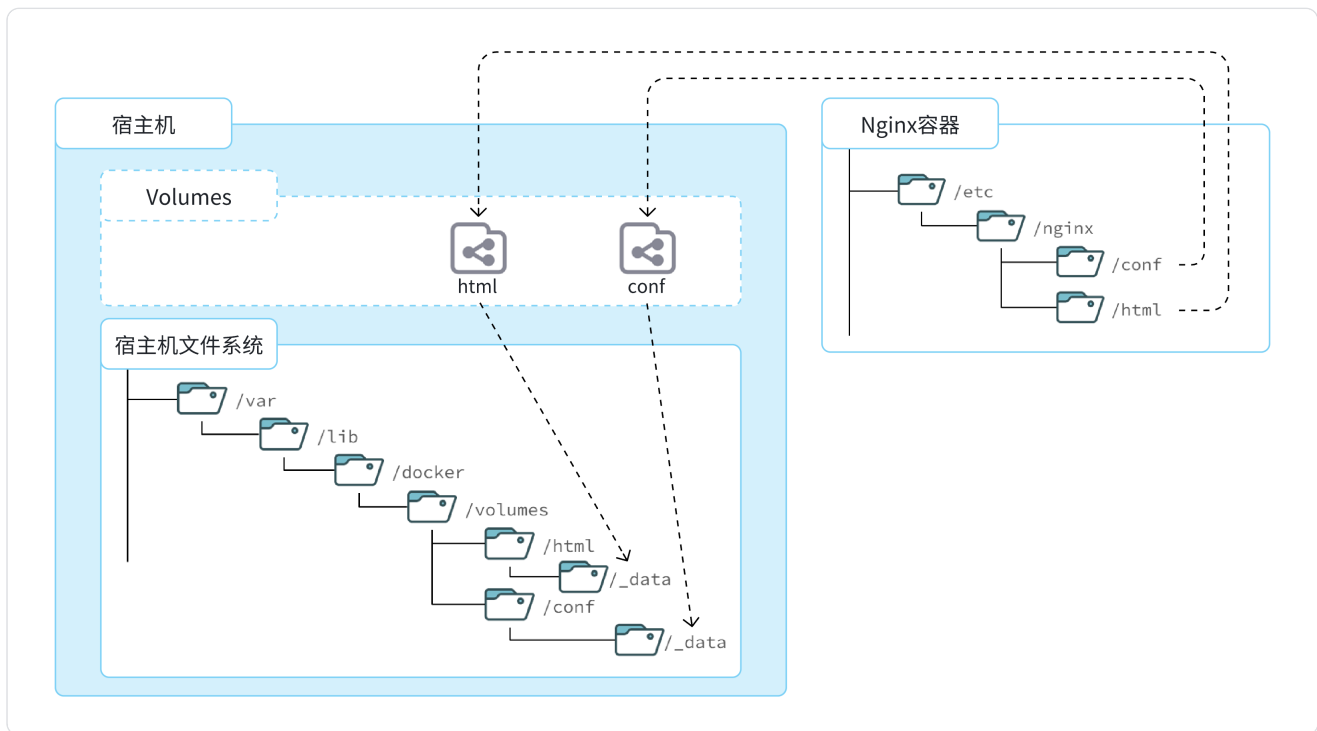 宿主机
Volumes
html
conf
宿主机文件系统
/var
/lib
/docker
/volumes
/html
/_data
/conf
/_data
Nginx容器
/etc
/nginx
/conf
/html